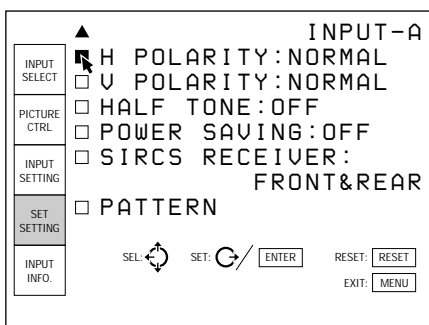 INPUT-A
INPUT
SELECT
PICTURE
CTRL
INPUT
SETTING
SET
SETTING
INPUT
INFO.
H POLARITY:NORMAL
V POLARITY:NORMAL
HALF TONE:OFF
POWER SAVING:OFF
SIRCS RECEIVER:
FRONT&REAR
PATTERN
SEL: SET: / ENTER RESET: RESET
EXIT: MENU